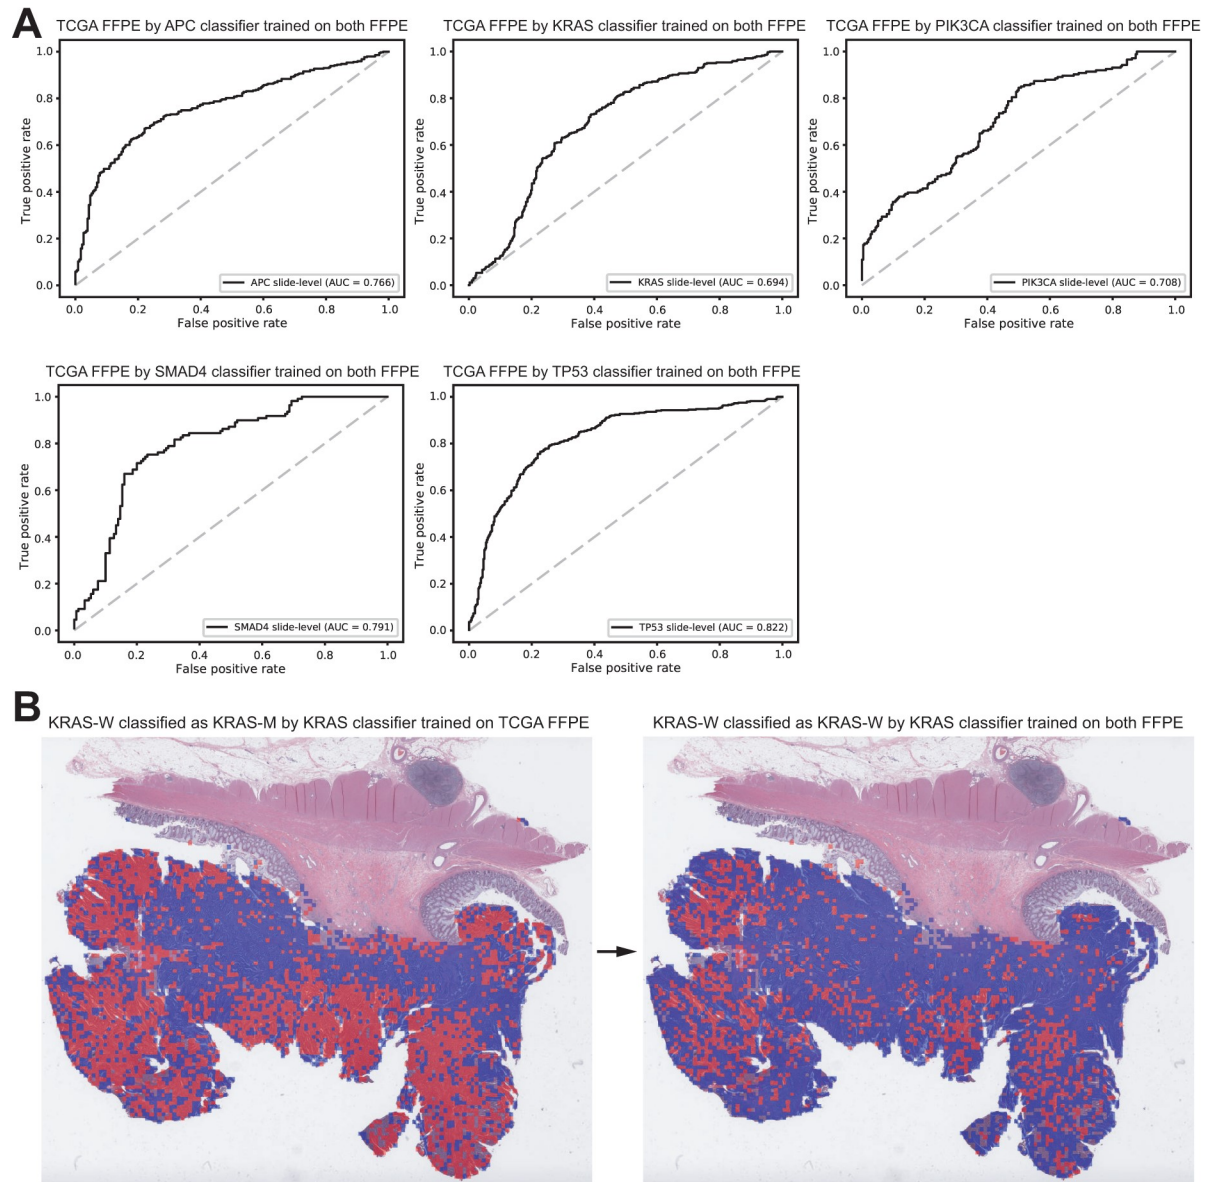 A
TCGA FFPE by APC classifier trained on both FFPE
True positive rate
1.0
0.8
0.6
0.4
0.2
0.0
APC slide-level (AUC = 0.766)
0.0 0.2 0.4 0.6 0.8 1.0
False positive rate
TCGA FFPE by KRAS classifier trained on both FFPE
True positive rate
1.0
0.8
0.6
0.4
0.2
0.0
KRAS slide-level (AUC = 0.694)
0.0 0.2 0.4 0.6 0.8 1.0
False positive rate
TCGA FFPE by PIK3CA classifier trained on both FFPE
True positive rate
1.0
0.8
0.6
0.4
0.2
0.0
PIK3CA slide-level (AUC = 0.708)
0.0 0.2 0.4 0.6 0.8 1.0
False positive rate
TCGA FFPE by SMAD4 classifier trained on both FFPE
True positive rate
1.0
0.8
0.6
0.4
0.2
0.0
SMAD4 slide-level (AUC = 0.791)
0.0 0.2 0.4 0.6 0.8 1.0
False positive rate
TCGA FFPE by TP53 classifier trained on both FFPE
True positive rate
1.0
0.8
0.6
0.4
0.2
0.0
TP53 slide-level (AUC = 0.822)
0.0 0.2 0.4 0.6 0.8 1.0
False positive rate
B
KRAS-W classified as KRAS-M by KRAS classifier trained on TCGA FFPE
KRAS-W classified as KRAS-W by KRAS classifier trained on both FFPE